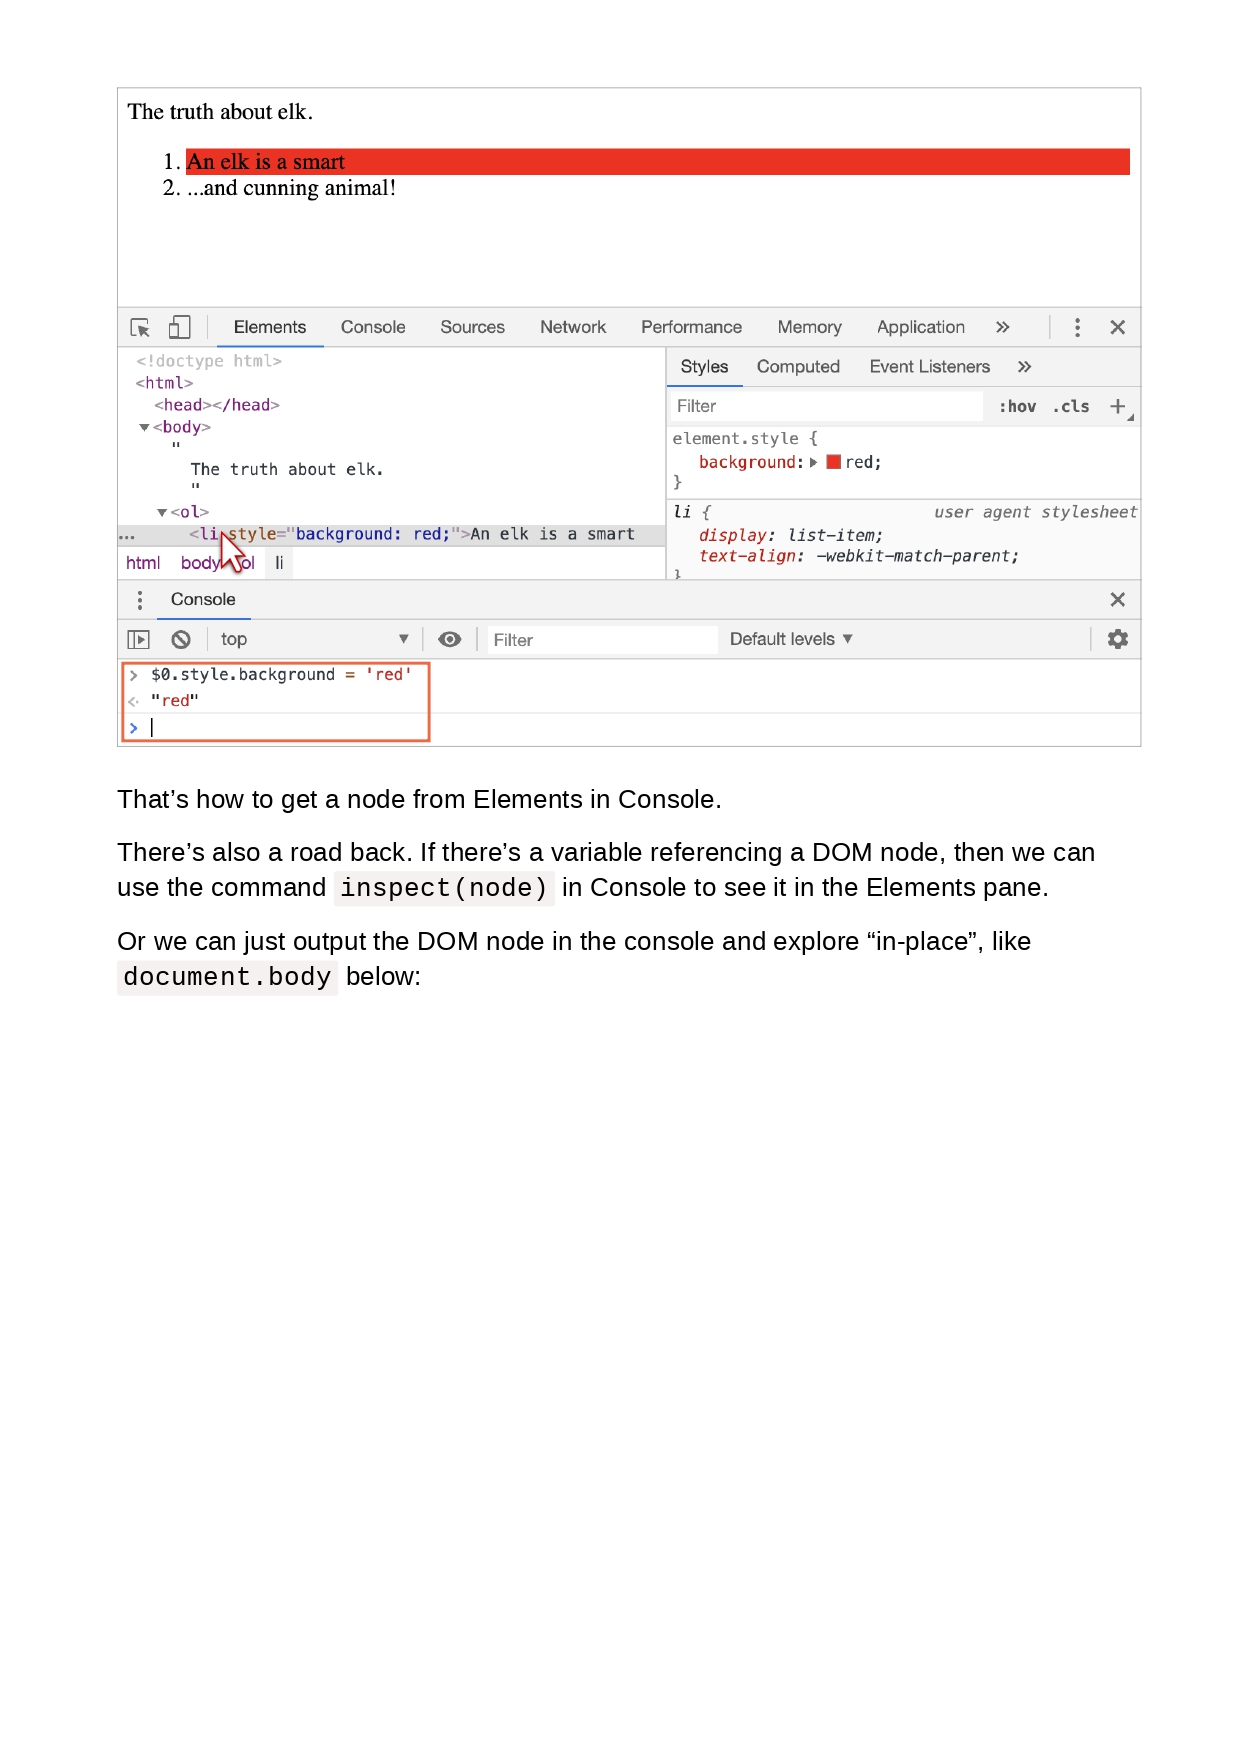 The truth about elk.
1. An elk is a smart
2. ...and cunning animal!
Elements Console Sources Network Performance Memory Application »
<!doctype html>
<html>
<head></head>
▼<body>
"
The truth about elk.
"
▼<ol>
... <li style="background: red;">An elk is a smart
html body ol li
Styles Computed Event Listeners »
Filter :hov .cls +
element.style {
background: ▶ red;
}
li { user agent stylesheet
display: list-item;
text-align: -webkit-match-parent;
}
Console
top ▼ Filter Default levels ▼
> $0.style.background = 'red'
<· "red"
>
That’s how to get a node from Elements in Console.
There’s also a road back. If there’s a variable referencing a DOM node, then we can
use the command inspect(node) in Console to see it in the Elements pane.
Or we can just output the DOM node in the console and explore “in-place”, like
document.body below: